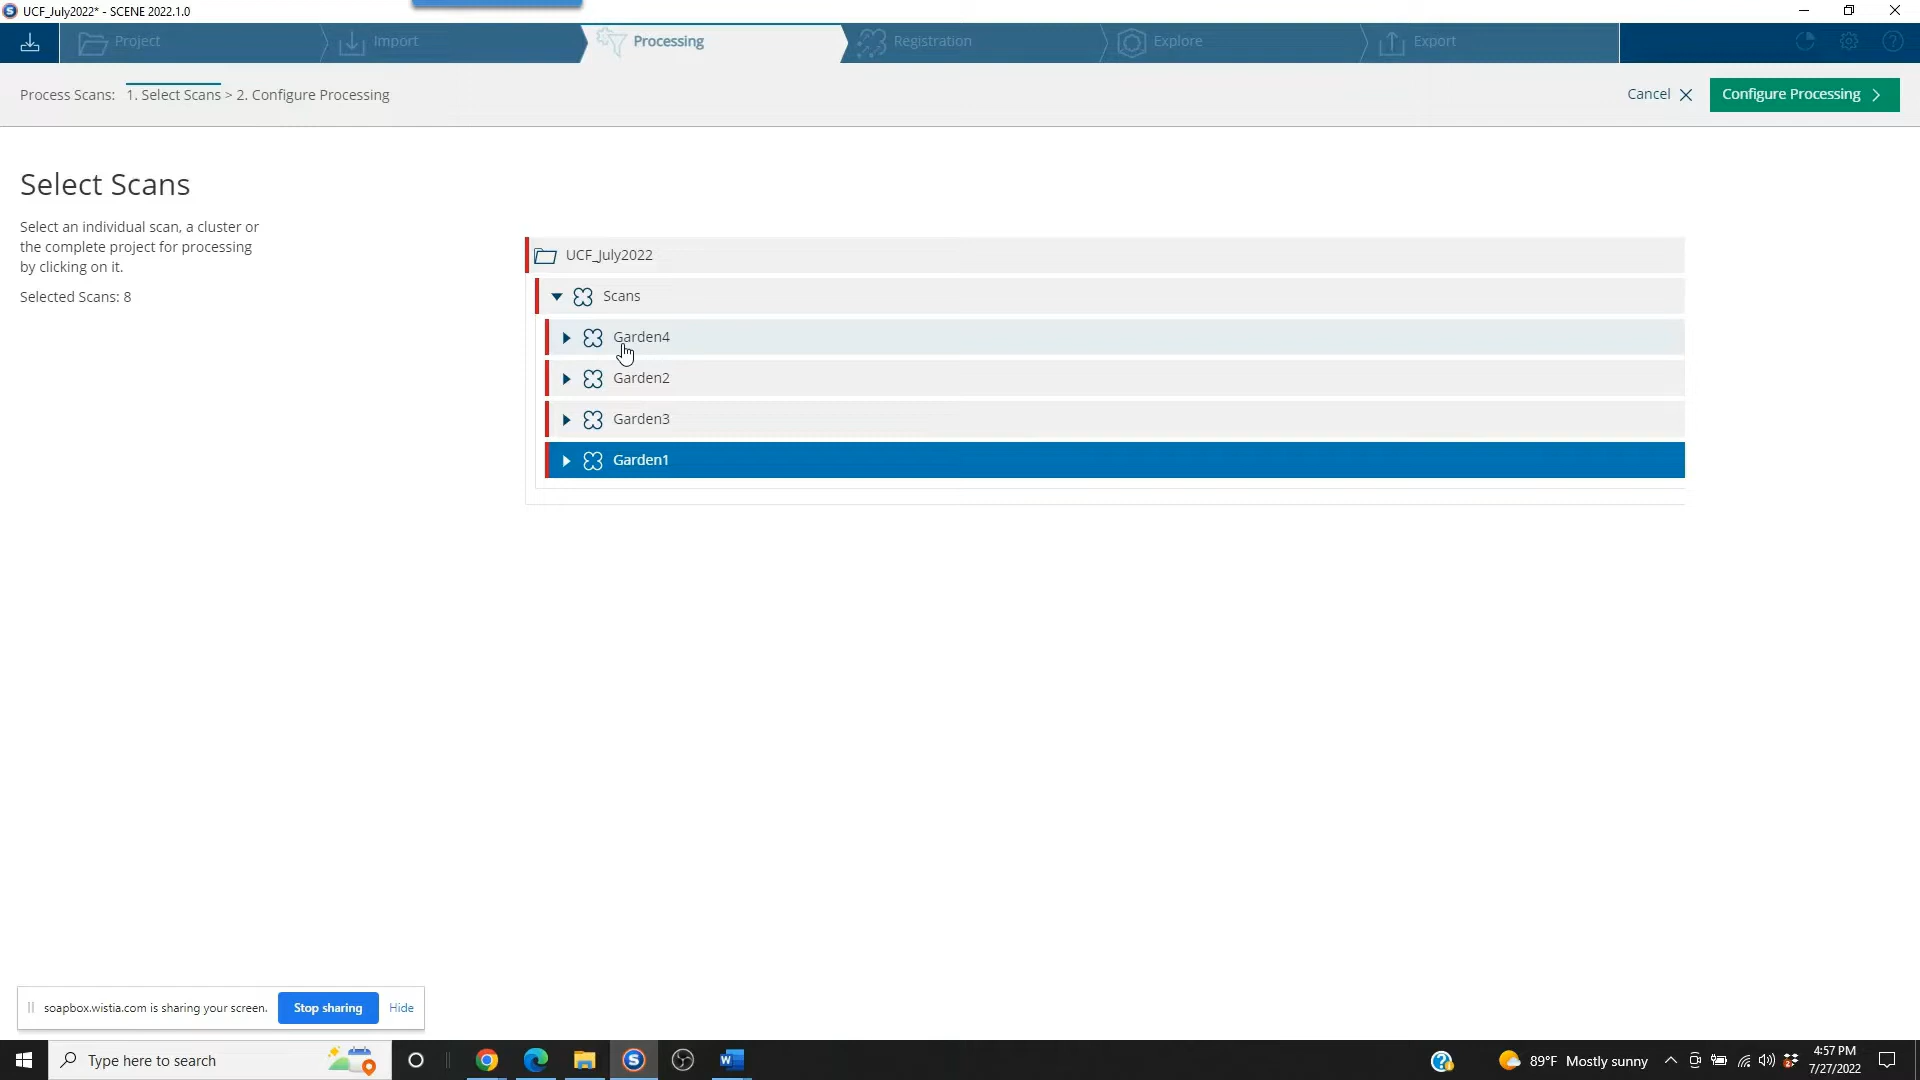 UCF_July2022* - SCENE 2022.1.0
Project
Import
Processing
Registration
Explore
Export
Process Scans: 1. Select Scans > 2. Configure Processing
Cancel
Configure Processing
Select Scans
Select an individual scan, a cluster or
the complete project for processing
by clicking on it.
Selected Scans: 8
UCF_July2022
Scans
Garden4
Garden2
Garden3
Garden1
soapbox.wistia.com is sharing your screen.
Stop sharing
Hide
Type here to search
89°F Mostly sunny
4:57 PM
7/27/2022